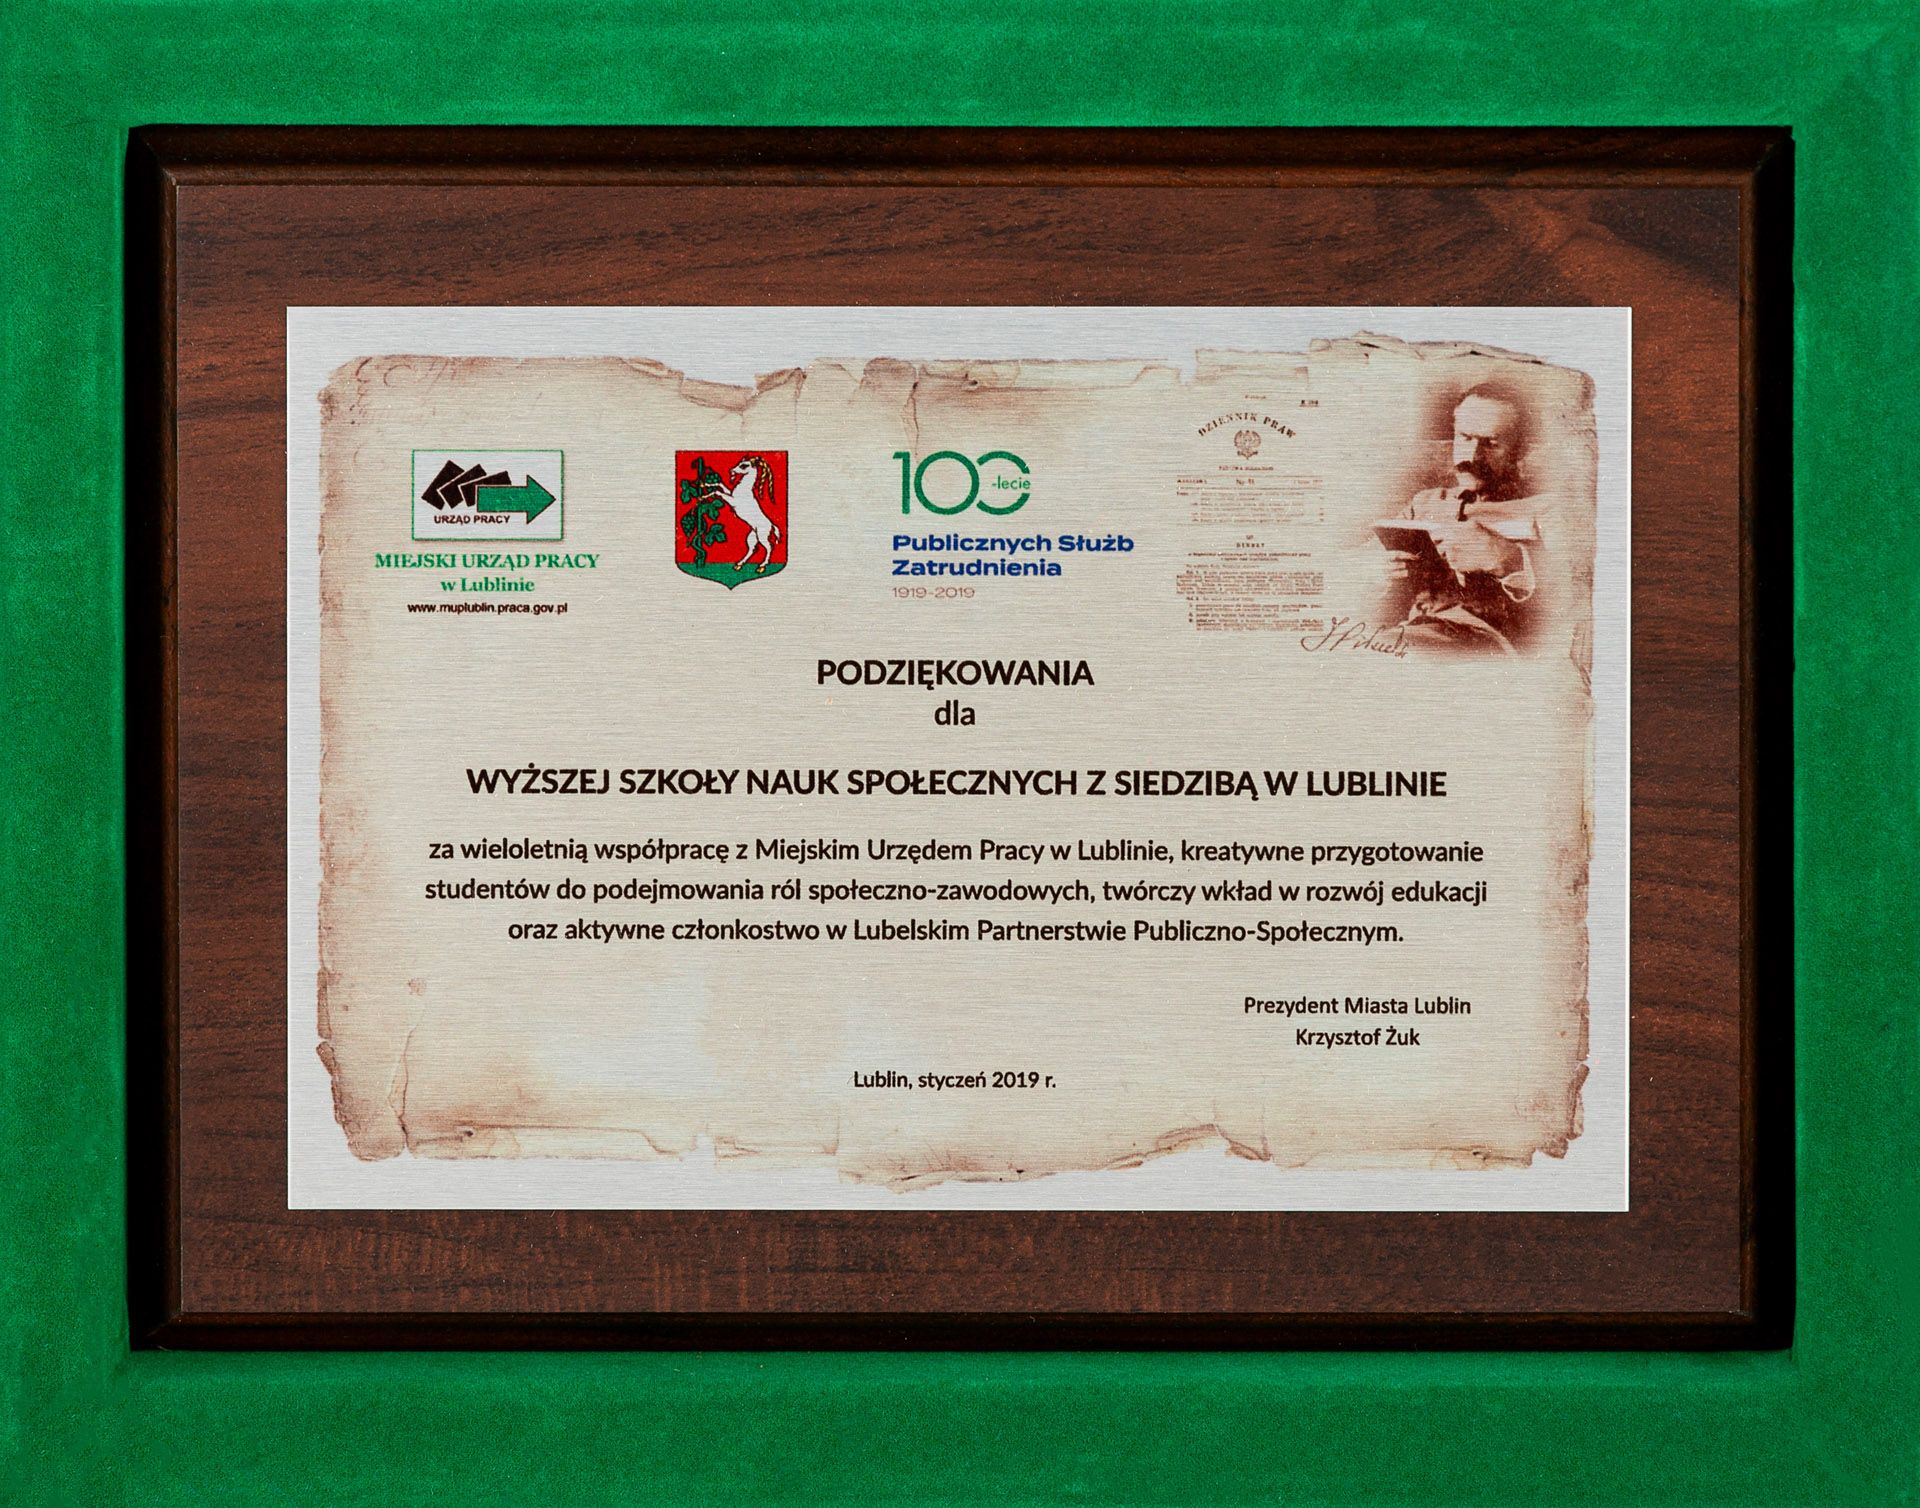 URZĄD PRACY
MIEJSKI URZĄD PRACY
w Lublinie
www.muplublin.praca.gov.pl
100
-lecie
Publicznych Służb
Zatrudnienia
1919-2019
DZIENNIK PRAW
DEKRET
PODZIĘKOWANIA
dla
WYŻSZEJ SZKOŁY NAUK SPOŁECZNYCH Z SIEDZIBĄ W LUBLINIE
za wieloletnią współpracę z Miejskim Urzędem Pracy w Lublinie, kreatywne przygotowanie
studentów do podejmowania ról społeczno-zawodowych, twórczy wkład w rozwój edukacji
oraz aktywne członkostwo w Lubelskim Partnerstwie Publiczno-Społecznym.
Prezydent Miasta Lublin
Krzysztof Żuk
Lublin, styczeń 2019 r.